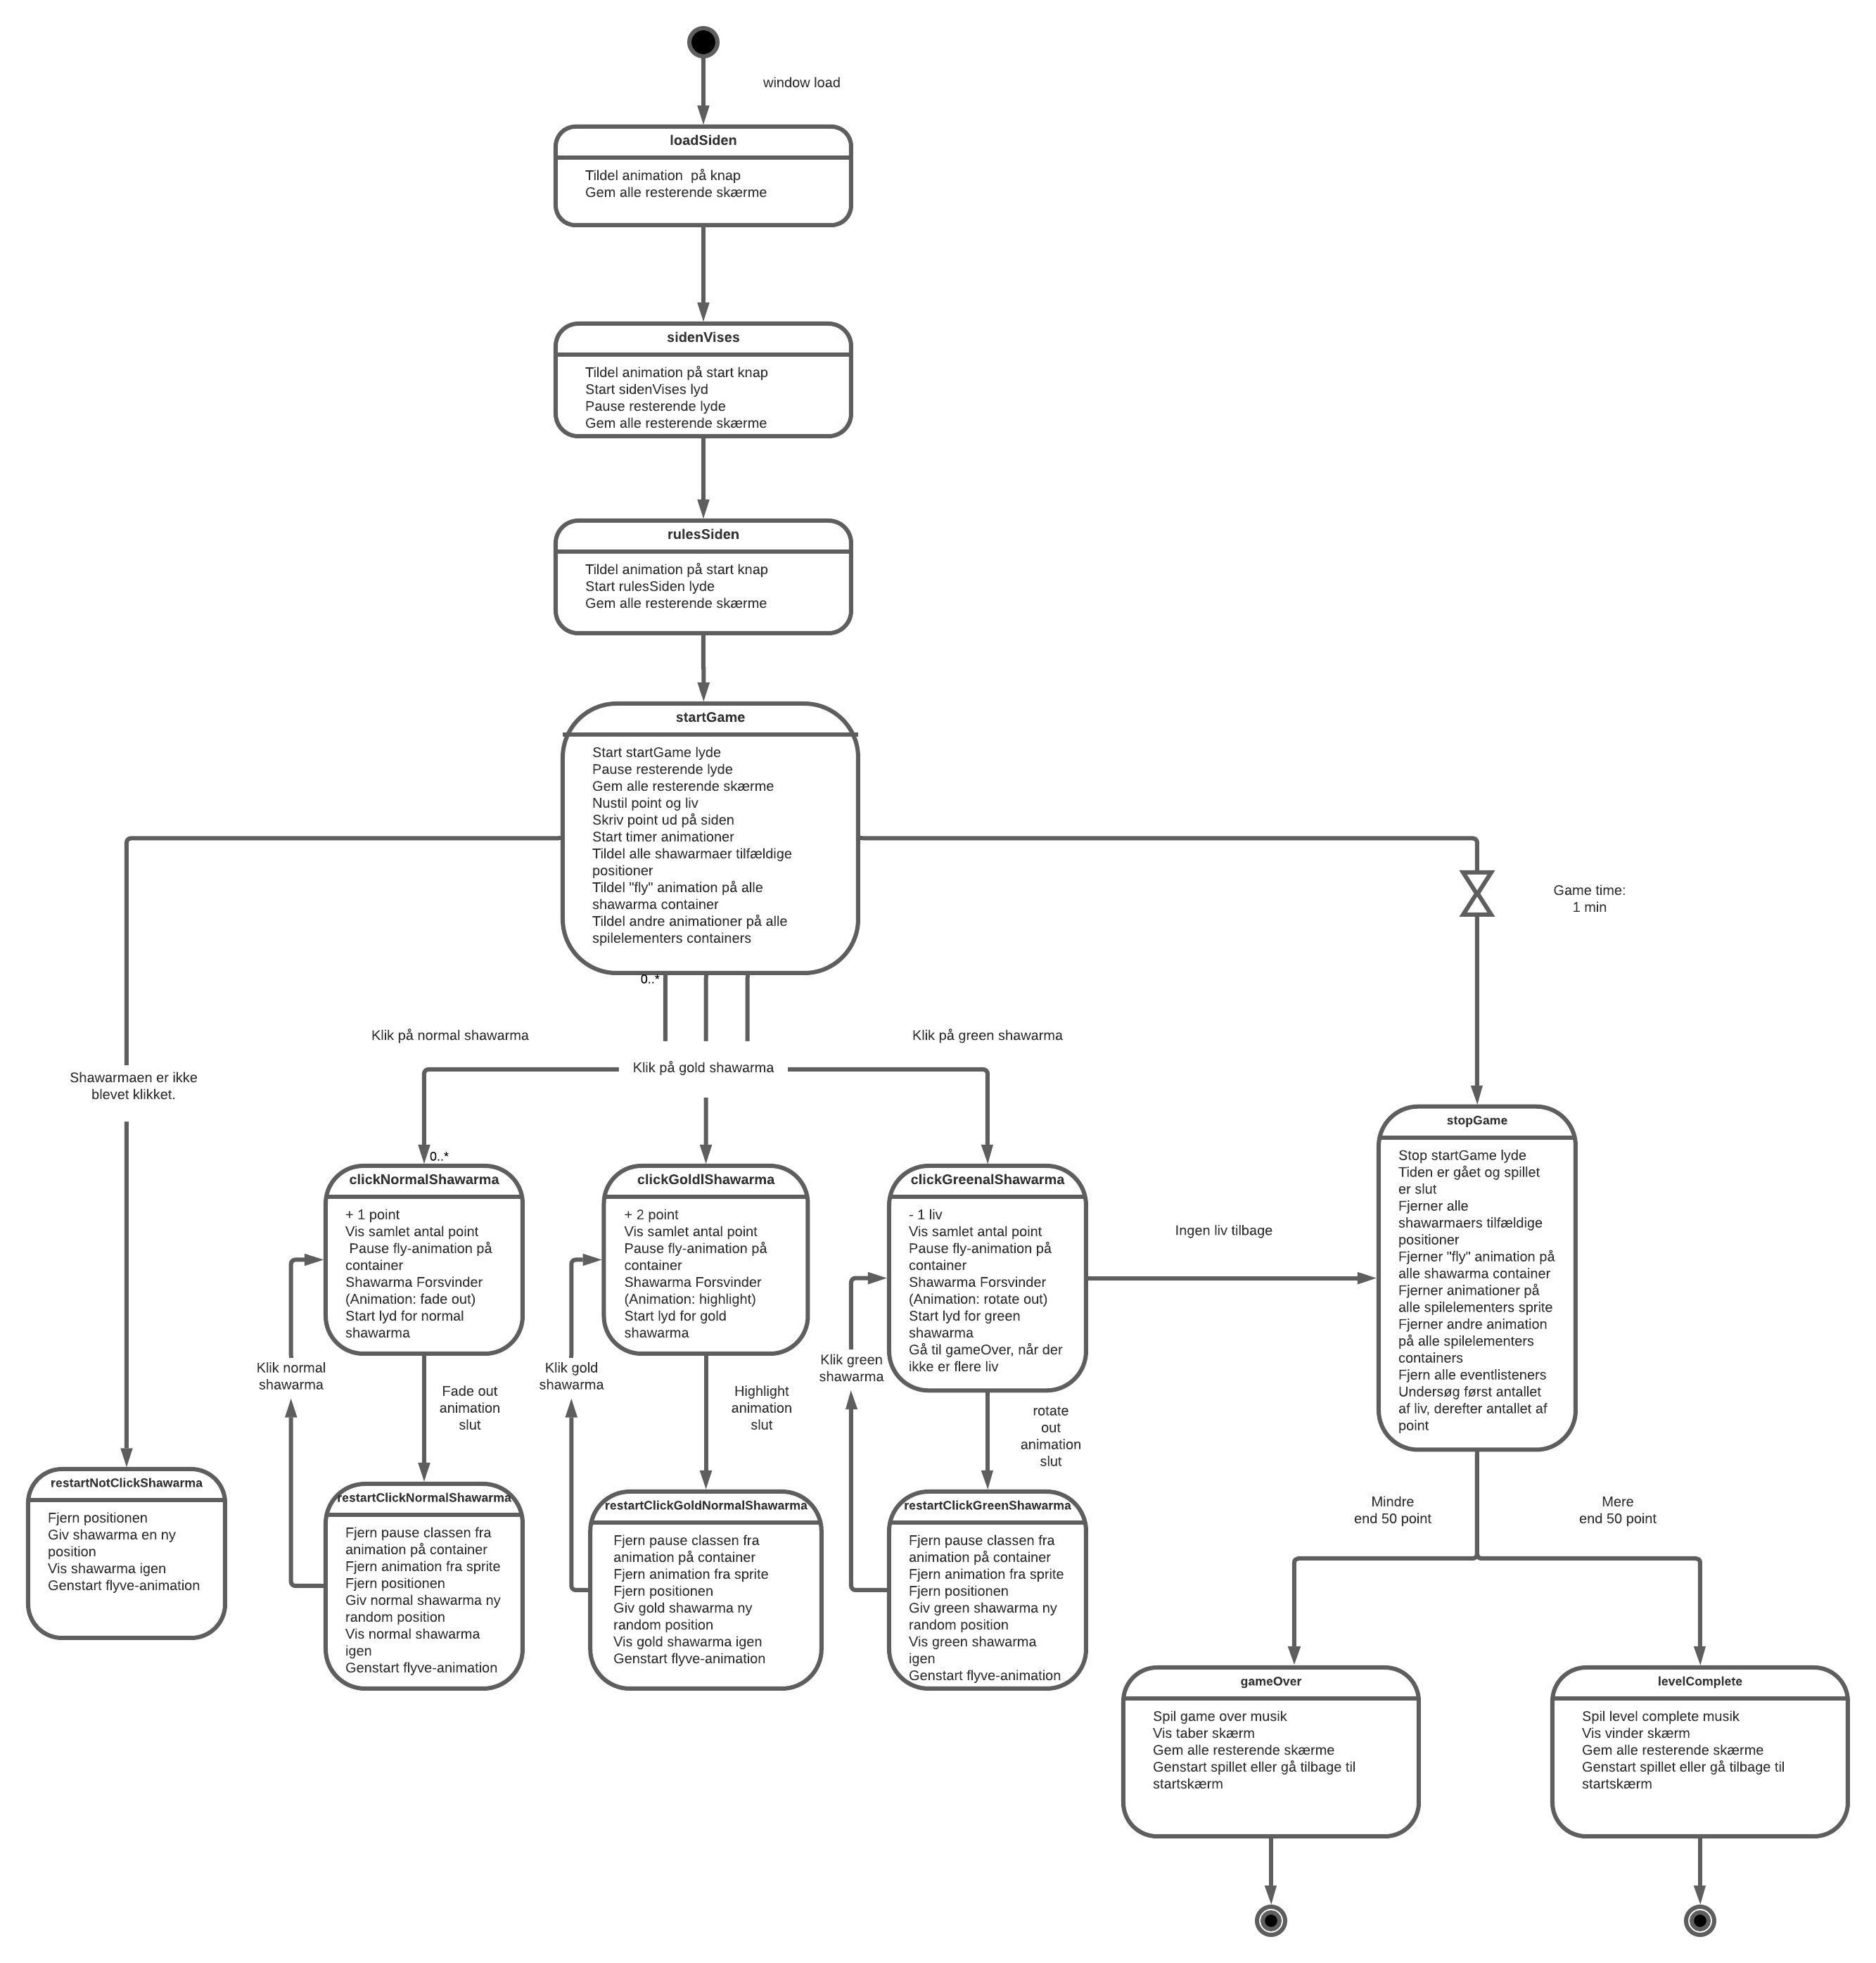 window load
loadSiden
Tildel animation  på knap
Gem alle resterende skærme
sidenVises
Tildel animation på start knap
Start sidenVises lyd
Pause resterende lyde
Gem alle resterende skærme
rulesSiden
Tildel animation på start knap
Start rulesSiden lyde
Gem alle resterende skærme
startGame
Start startGame lyde
Pause resterende lyde
Gem alle resterende skærme
Nustil point og liv
Skriv point ud på siden
Start timer animationer
Tildel alle shawarmaer tilfældige
positioner
Tildel "fly" animation på alle
shawarma container
Tildel andre animationer på alle
spilelementers containers
Game time:
1 min
0..*
Klik på normal shawarma
Klik på gold shawarma
Klik på green shawarma
Shawarmaen er ikke
blevet klikket.
0..*
clickNormalShawarma
+ 1 point
Vis samlet antal point
Pause fly-animation på
container
Shawarma Forsvinder
(Animation: fade out)
Start lyd for normal
shawarma
clickGoldlShawarma
+ 2 point
Vis samlet antal point
Pause fly-animation på
container
Shawarma Forsvinder
(Animation: highlight)
Start lyd for gold
shawarma
clickGreenalShawarma
- 1 liv
Vis samlet antal point
Pause fly-animation på
container
Shawarma Forsvinder
(Animation: rotate out)
Start lyd for green
shawarma
Gå til gameOver, når der
ikke er flere liv
Ingen liv tilbage
stopGame
Stop startGame lyde
Tiden er gået og spillet
er slut
Fjerner alle
shawarmaers tilfældige
positioner
Fjerner "fly" animation på
alle shawarma container
Fjerner animationer på
alle spilelementers sprite
Fjerner andre animation
på alle spilelementers
containers
Fjern alle eventlisteners
Undersøg først antallet
af liv, derefter antallet af
point
Klik normal
shawarma
Fade out
animation
slut
Klik gold
shawarma
Highlight
animation
slut
Klik green
shawarma
rotate
out
animation
slut
restartNotClickShawarma
Fjern positionen
Giv shawarma en ny
position
Vis shawarma igen
Genstart flyve-animation
restartClickNormalShawarma
Fjern pause classen fra
animation på container
Fjern animation fra sprite
Fjern positionen
Giv normal shawarma ny
random position
Vis normal shawarma
igen
Genstart flyve-animation
restartClickGoldNormalShawarma
Fjern pause classen fra
animation på container
Fjern animation fra sprite
Fjern positionen
Giv gold shawarma ny
random position
Vis gold shawarma igen
Genstart flyve-animation
restartClickGreenShawarma
Fjern pause classen fra
animation på container
Fjern animation fra sprite
Fjern positionen
Giv green shawarma ny
random position
Vis green shawarma
igen
Genstart flyve-animation
Mindre
end 50 point
Mere
end 50 point
gameOver
Spil game over musik
Vis taber skærm
Gem alle resterende skærme
Genstart spillet eller gå tilbage til
startskærm
levelComplete
Spil level complete musik
Vis vinder skærm
Gem alle resterende skærme
Genstart spillet eller gå tilbage til
startskærm